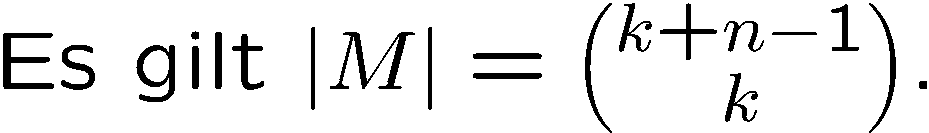 Es gilt $|M| = \binom{k+n-1}{k}$.